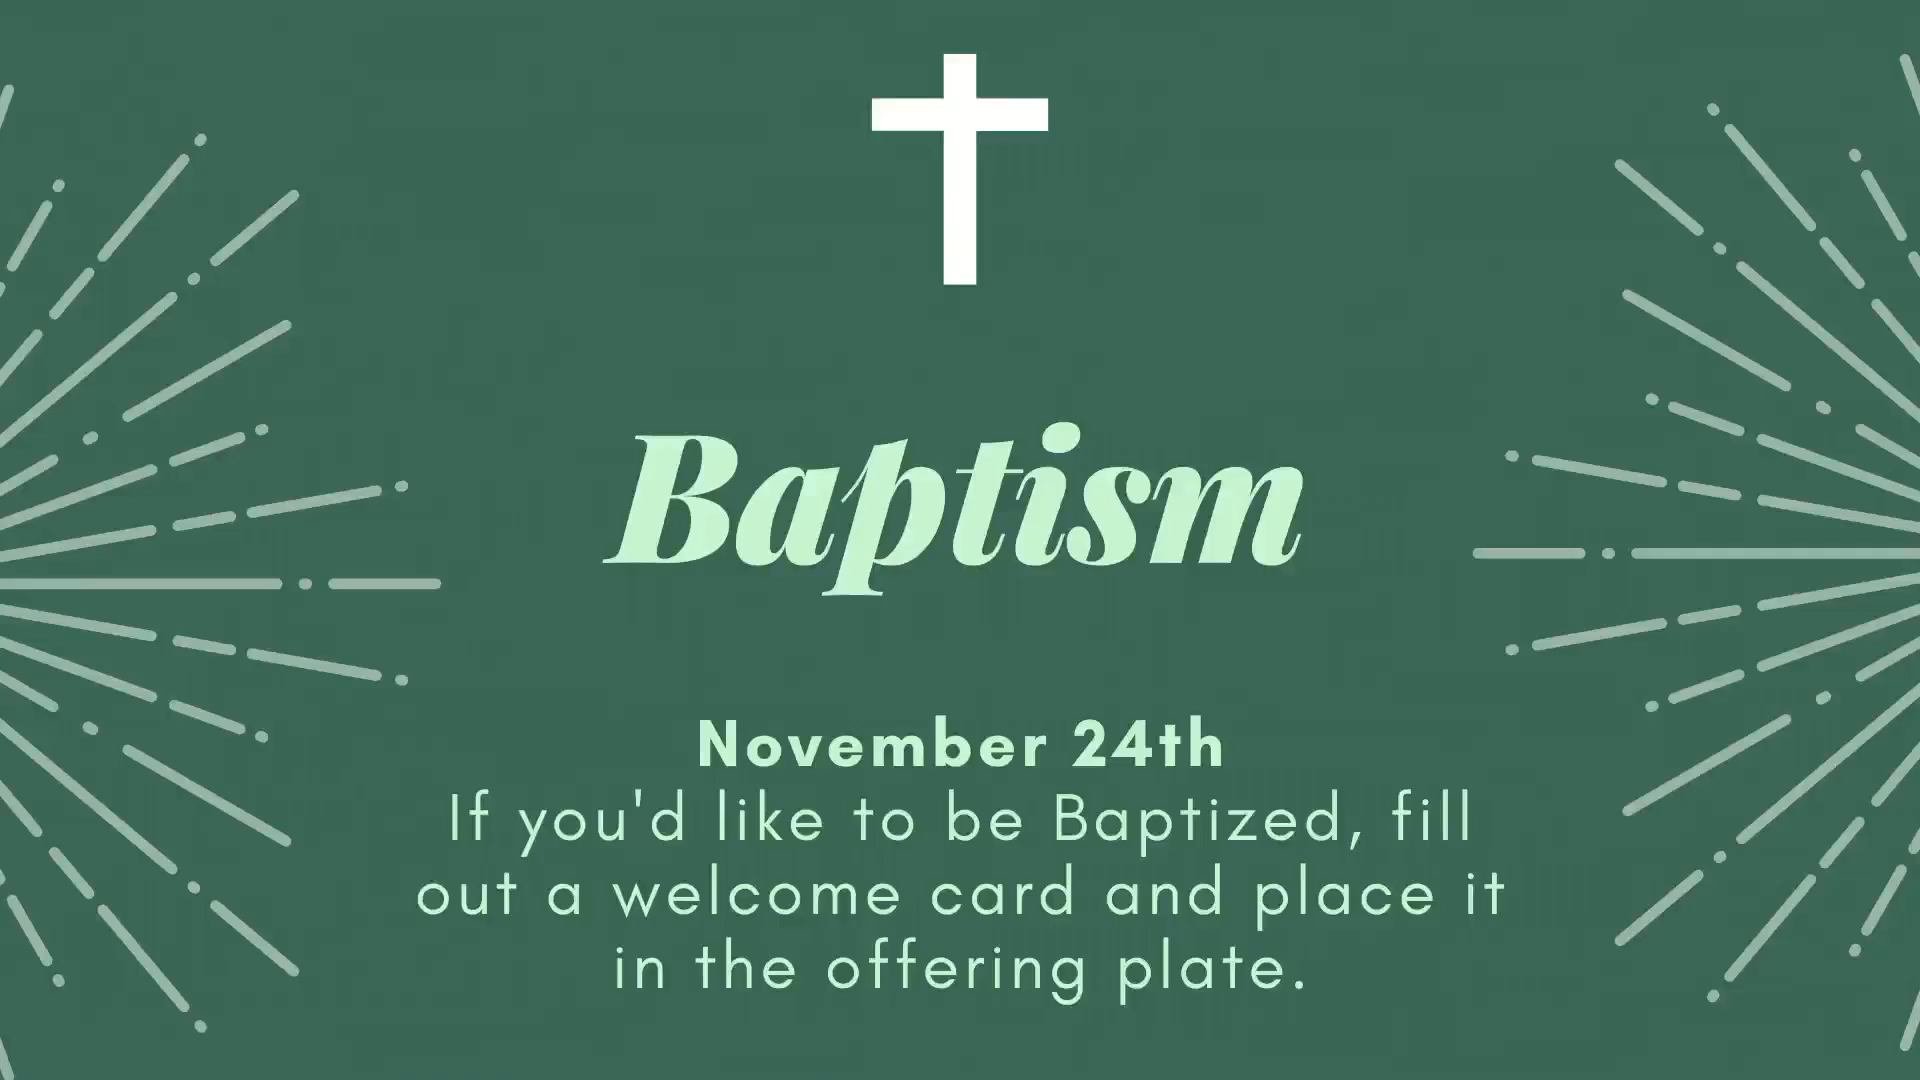 Baptism
November 24th
If you'd like to be Baptized, fill
out a welcome card and place it
in the offering plate.